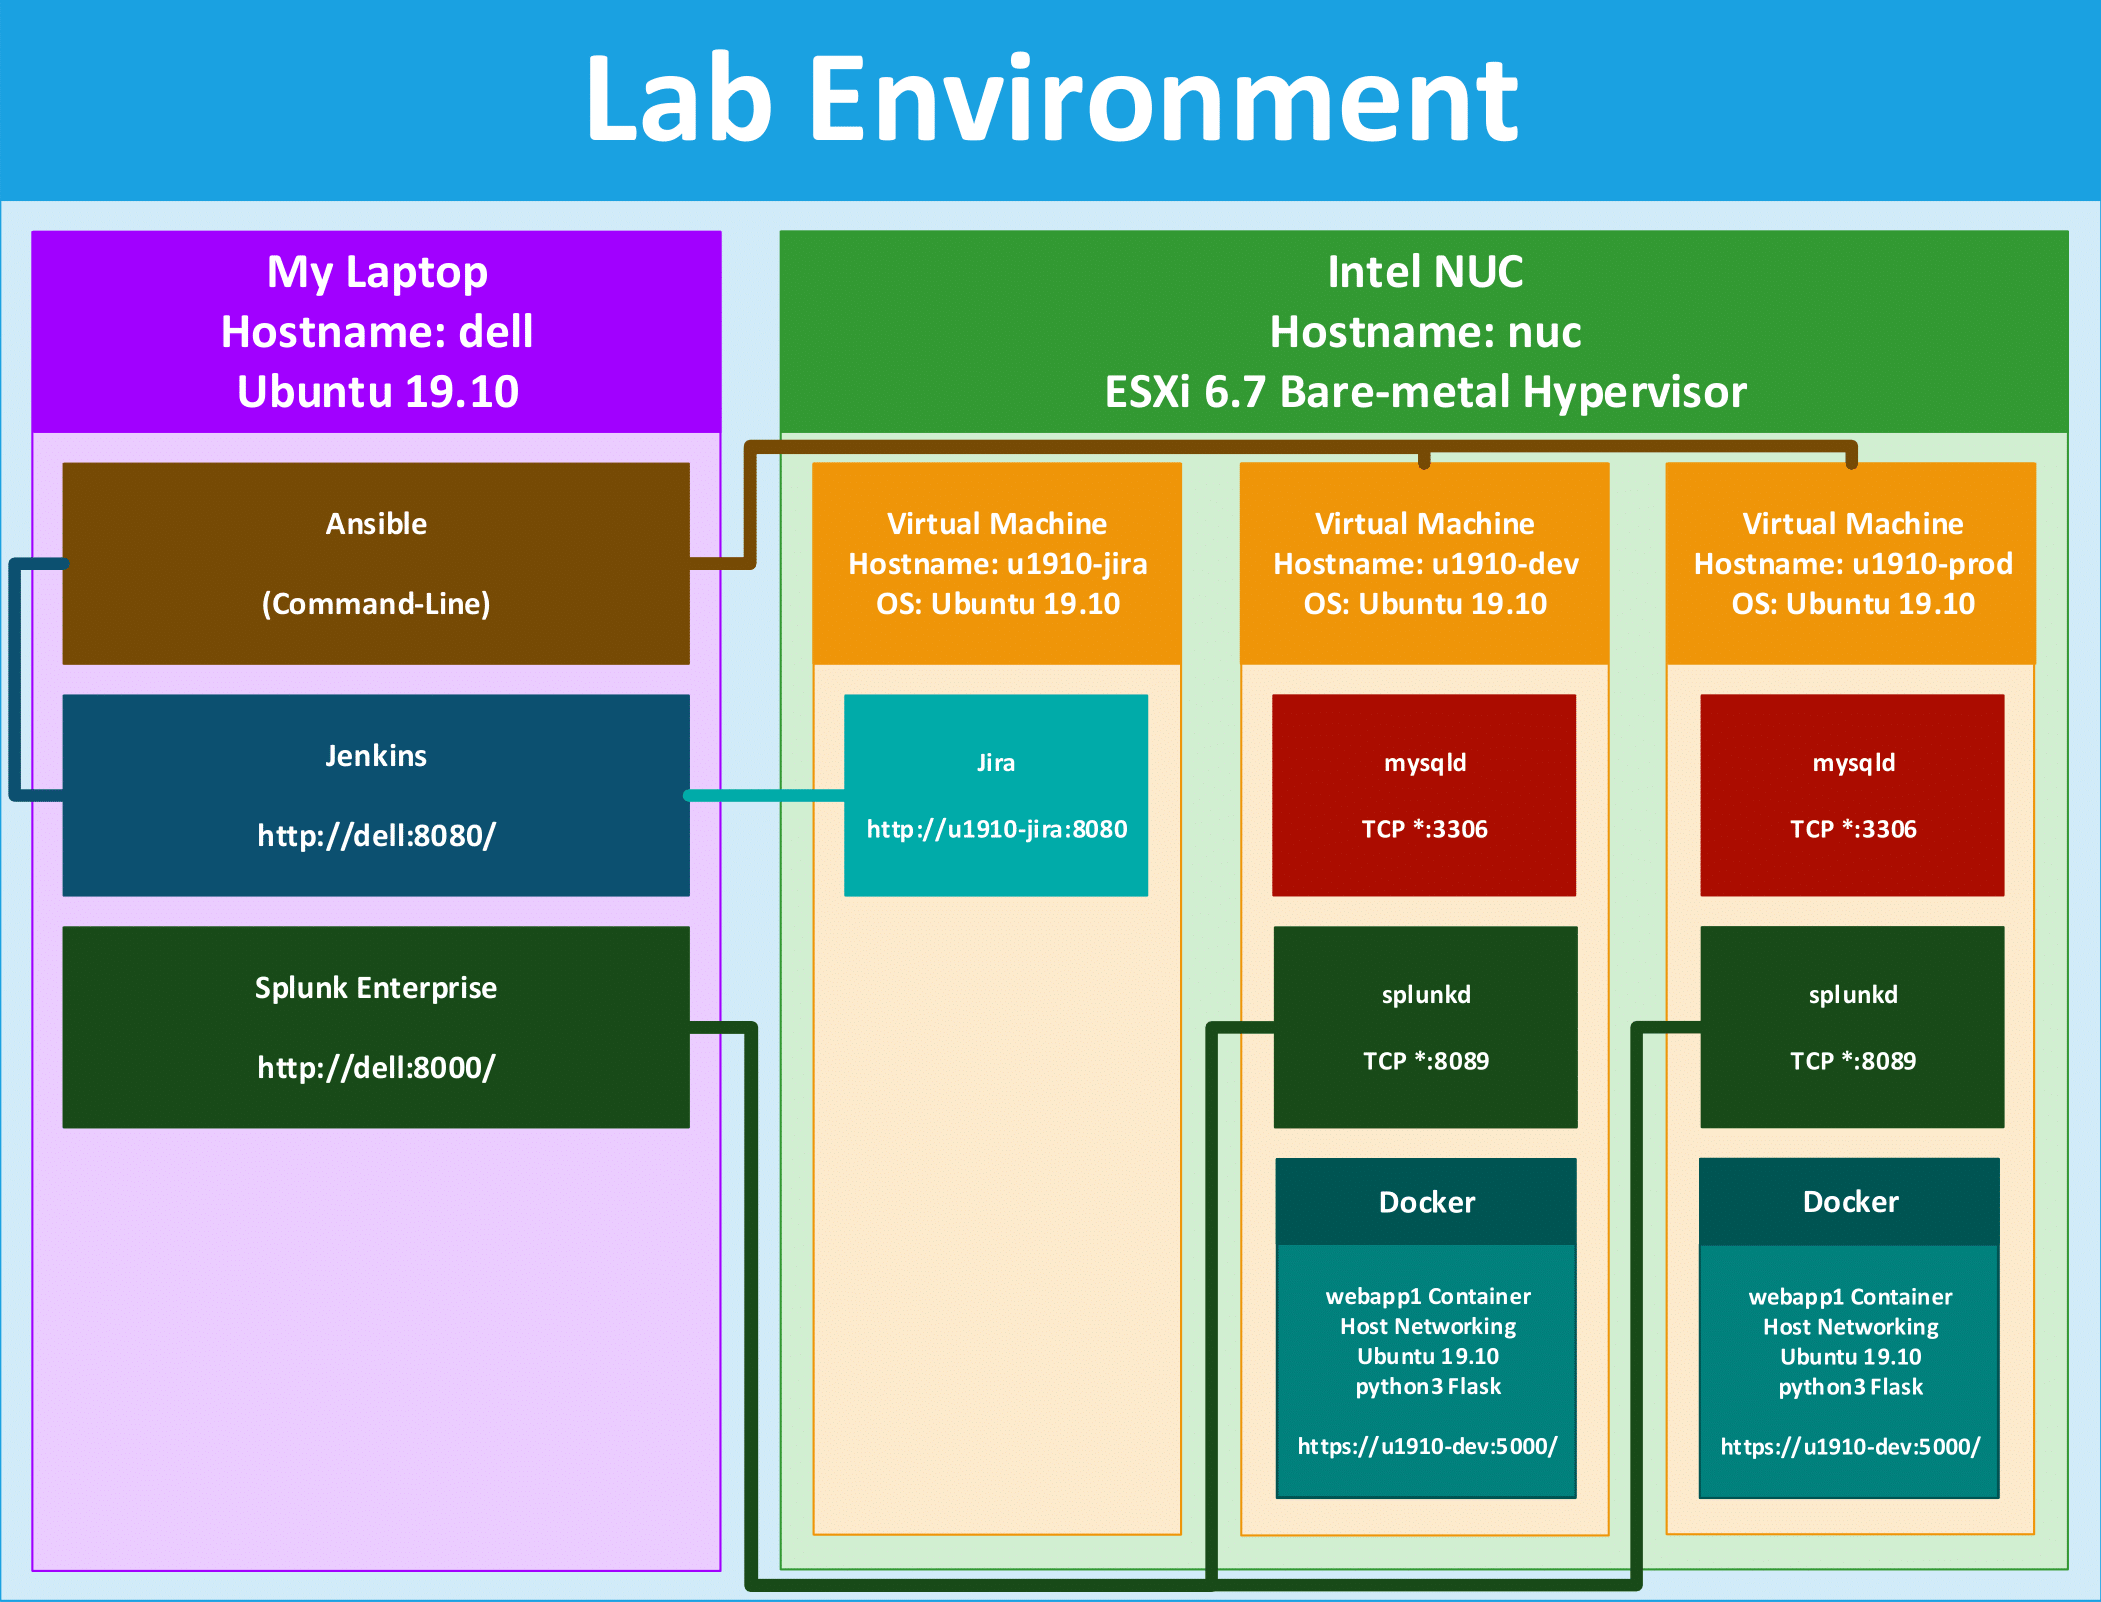 Lab Environment
My Laptop
Hostname: dell
Ubuntu 19.10
Ansible
(Command-Line)
Jenkins
http://dell:8080/
Splunk Enterprise
http://dell:8000/
Intel NUC
Hostname: nuc
ESXi 6.7 Bare-metal Hypervisor
Virtual Machine
Hostname: u1910-jira
OS: Ubuntu 19.10
Jira
http://u1910-jira:8080
Virtual Machine
Hostname: u1910-dev
OS: Ubuntu 19.10
mysqld
TCP *:3306
splunkd
TCP *:8089
Docker
webapp1 Container
Host Networking
Ubuntu 19.10
python3 Flask
https://u1910-dev:5000/
Virtual Machine
Hostname: u1910-prod
OS: Ubuntu 19.10
mysqld
TCP *:3306
splunkd
TCP *:8089
Docker
webapp1 Container
Host Networking
Ubuntu 19.10
python3 Flask
https://u1910-dev:5000/